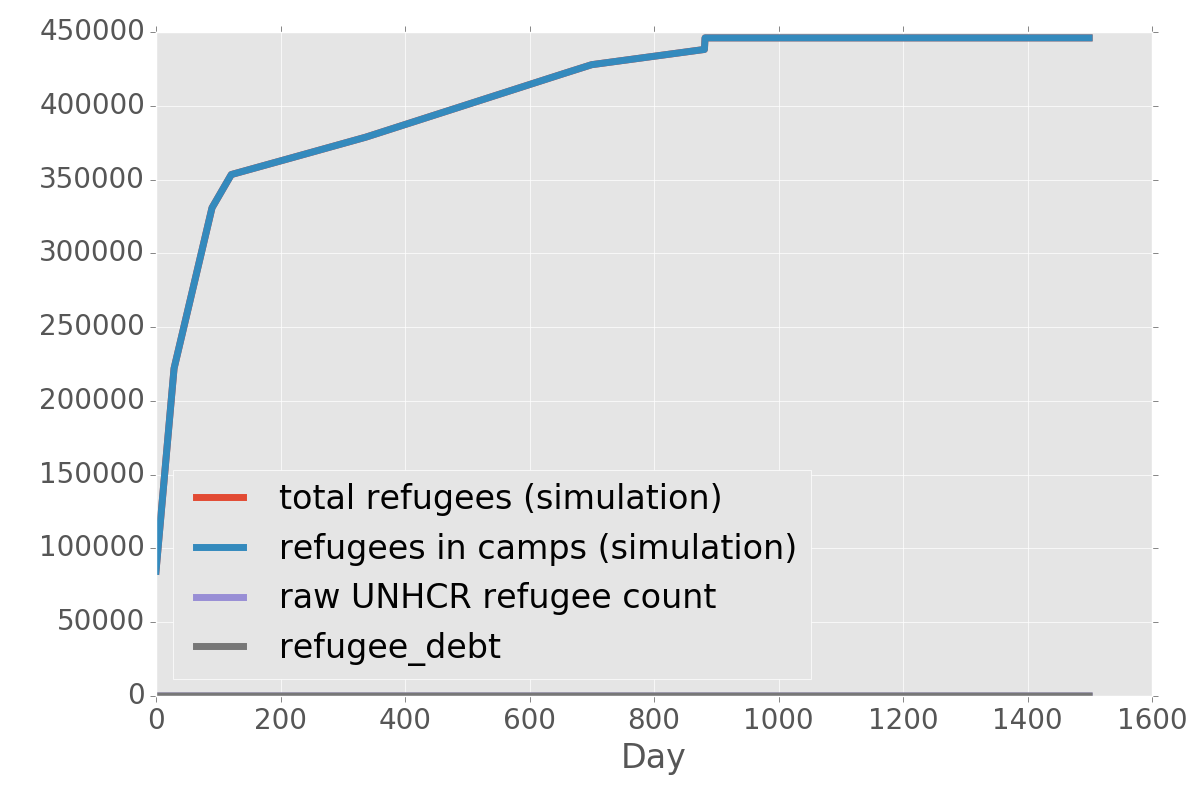 450000
400000
350000
300000
250000
200000
150000
100000
50000
0
total refugees (simulation)
refugees in camps (simulation)
raw UNHCR refugee count
refugee_debt
0 200 400 600 800 1000 1200 1400 1600
Day